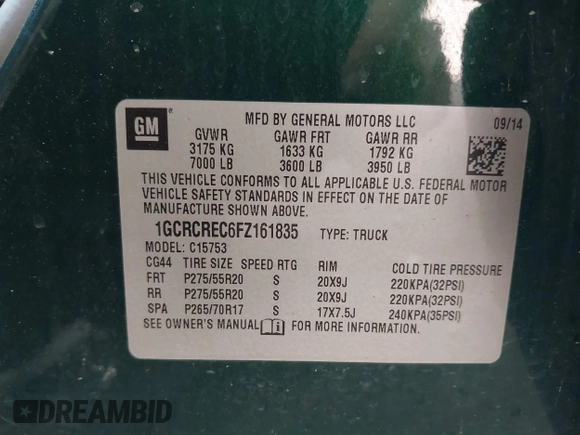 GM
MFD BY GENERAL MOTORS LLC 09/14
GVWR GAWR FRT GAWR RR
3175 KG 1633 KG 1792 KG
7000 LB 3600 LB 3950 LB
THIS VEHICLE CONFORMS TO ALL APPLICABLE U.S. FEDERAL MOTOR
VEHICLE SAFETY STANDARDS IN EFFECT ON THE DATE OF
MANUFACTURE SHOWN ABOVE.
1GCRCREC6FZ161835 TYPE: TRUCK
MODEL: C15753
CG44 TIRE SIZE SPEED RTG RIM COLD TIRE PRESSURE
FRT P275/55R20 S 20X9J 220KPA(32PSI)
RR P275/55R20 S 20X9J 220KPA(32PSI)
SPA P265/70R17 S 17X7.5J 240KPA(35PSI)
SEE OWNER'S MANUAL FOR MORE INFORMATION.
DREAMBID